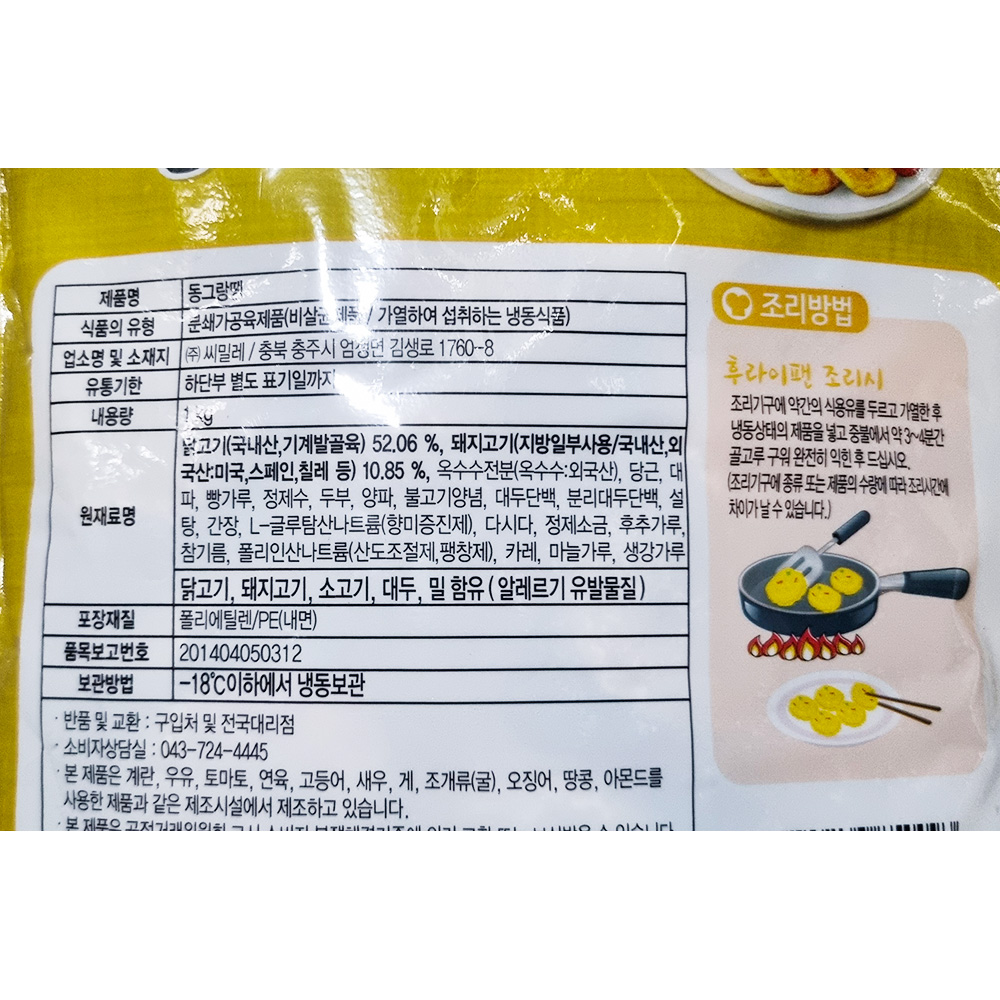 제품명 동그랑땡
식품의 유형 분쇄가공육제품(비살균제품 / 가열하여 섭취하는 냉동식품)
업소명 및 소재지 ㈜ 씨밀레 / 충북 충주시 엄정면 김생로 1760-8
유통기한 하단부 별도 표기일까지
내용량 1kg
원재료명 닭고기(국내산,기계발골육) 52.06 %, 돼지고기(지방일부사용/국내산,외
국산:미국,스페인,칠레 등) 10.85 %, 옥수수전분(옥수수:외국산), 당근, 대
파, 빵가루, 정제수, 두부, 양파, 불고기양념, 대두단백, 분리대두단백, 설
탕, 간장, L-글루탐산나트륨(향미증진제), 다시다, 정제소금, 후추가루,
참기름, 폴리인산나트륨(산도조절제,팽창제), 카레, 마늘가루, 생강가루
닭고기, 돼지고기, 소고기, 대두, 밀 함유 ( 알레르기 유발물질 )
포장재질 폴리에틸렌/PE(내면)
품목보고번호 201404050312
보관방법 -18℃이하에서 냉동보관
· 반품 및 교환 : 구입처 및 전국대리점
· 소비자상담실 : 043-724-4445
· 본 제품은 계란, 우유, 토마토, 연육, 고등어, 새우, 게, 조개류(굴), 오징어, 땅콩, 아몬드를
사용한 제품과 같은 제조시설에서 제조하고 있습니다.
조리방법
후라이팬 조리시
조리기구에 약간의 식용유를 두르고 가열한 후
냉동상태의 제품을 넣고 중불에서 약 3~4분간
골고루 구워 완전히 익힌 후 드십시오.
(조리기구에 종류 또는 제품의 수량에 따라 조리시간에
차이가 날 수 있습니다.)